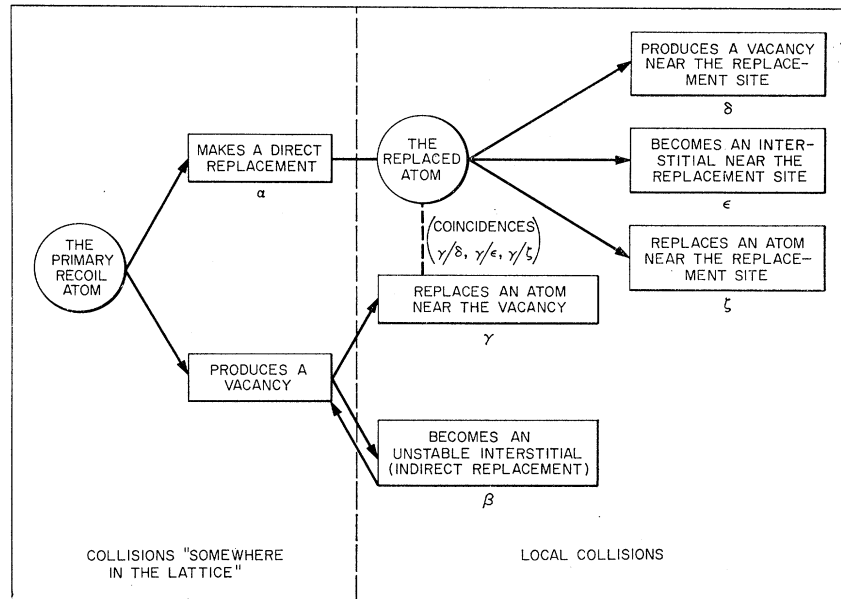 THE
PRIMARY
RECOIL
ATOM
MAKES A DIRECT
REPLACEMENT
α
PRODUCES A
VACANCY
THE
REPLACED
ATOM
(COINCIDENCES
γ/δ, γ/ϵ, γ/ζ)
REPLACES AN ATOM
NEAR THE VACANCY
γ
BECOMES AN
UNSTABLE INTERSTITIAL
(INDIRECT REPLACEMENT)
β
PRODUCES A VACANCY
NEAR THE REPLACE-
MENT SITE
δ
BECOMES AN INTER-
STITIAL NEAR THE
REPLACEMENT SITE
ϵ
REPLACES AN ATOM
NEAR THE REPLACE-
MENT SITE
ζ
COLLISIONS "SOMEWHERE
IN THE LATTICE"
LOCAL COLLISIONS